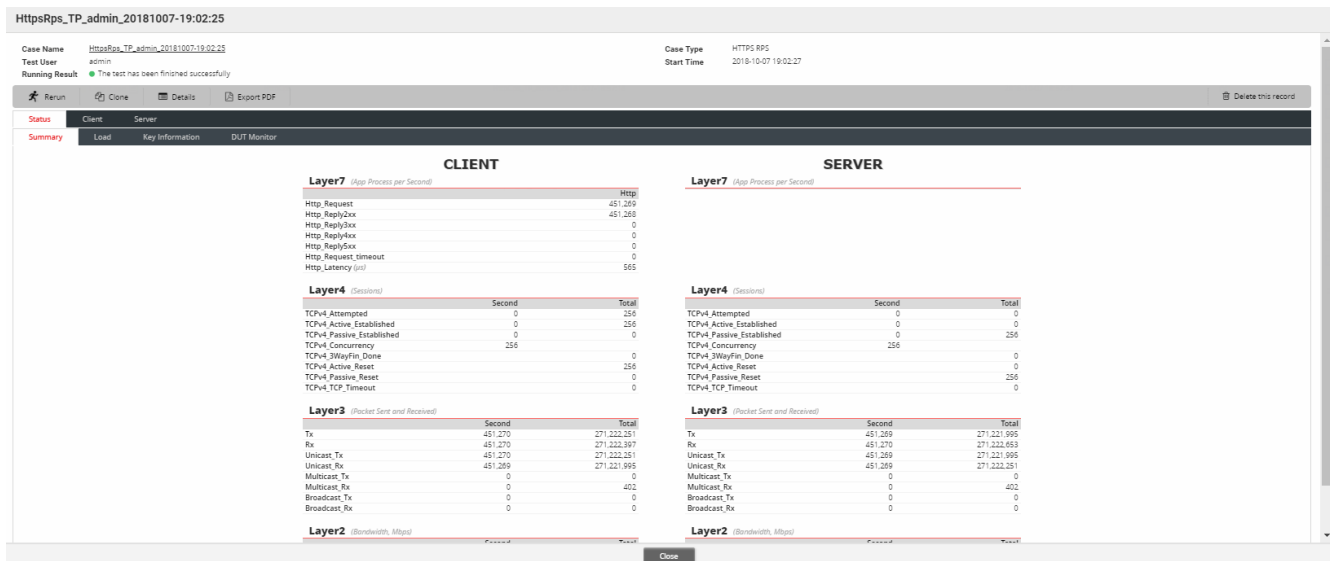 HttpsRps_TP_admin_20181007-19:02:25
Case Name HttpsRps_TP_admin_20181007-19:02:25
Test User admin
Running Result The test has been finished successfully
Case Type HTTPS RPS
Start Time 2018-10-07 19:02:27
Rerun Clone Details Export PDF Delete this record
Status Client Server
Summary Load Key Information DUT Monitor
CLIENT
Layer7 (App Process per Second)
Http
Http_Request 451,269
Http_Reply2xx 451,268
Http_Reply3xx 0
Http_Reply4xx 0
Http_Reply5xx 0
Http_Request_timeout 0
Http_Latency (μs) 565
Layer4 (Sessions)
Second Total
TCPv4_Attempted 0 256
TCPv4_Active_Established 0 256
TCPv4_Passive_Established 0 0
TCPv4_Concurrency 256
TCPv4_3WayFin_Done 0
TCPv4_Active_Reset 256
TCPv4_Passive_Reset 0
TCPv4_TCP_Timeout 0
Layer3 (Packet Sent and Received)
Second Total
Tx 451,270 271,222,251
Rx 451,270 271,222,397
Unicast_Tx 451,270 271,222,251
Unicast_Rx 451,269 271,221,995
Multicast_Tx 0 0
Multicast_Rx 0 402
Broadcast_Tx 0 0
Broadcast_Rx 0 0
Layer2 (Bandwidth, Mbps)
Second Total
SERVER
Layer7 (App Process per Second)
Layer4 (Sessions)
Second Total
TCPv4_Attempted 0 0
TCPv4_Active_Established 0 0
TCPv4_Passive_Established 0 256
TCPv4_Concurrency 256
TCPv4_3WayFin_Done 0
TCPv4_Active_Reset 0
TCPv4_Passive_Reset 256
TCPv4_TCP_Timeout 0
Layer3 (Packet Sent and Received)
Second Total
Tx 451,269 271,221,995
Rx 451,270 271,222,653
Unicast_Tx 451,269 271,221,995
Unicast_Rx 451,269 271,222,251
Multicast_Tx 0 0
Multicast_Rx 0 402
Broadcast_Tx 0 0
Broadcast_Rx 0 0
Layer2 (Bandwidth, Mbps)
Second Total
Close